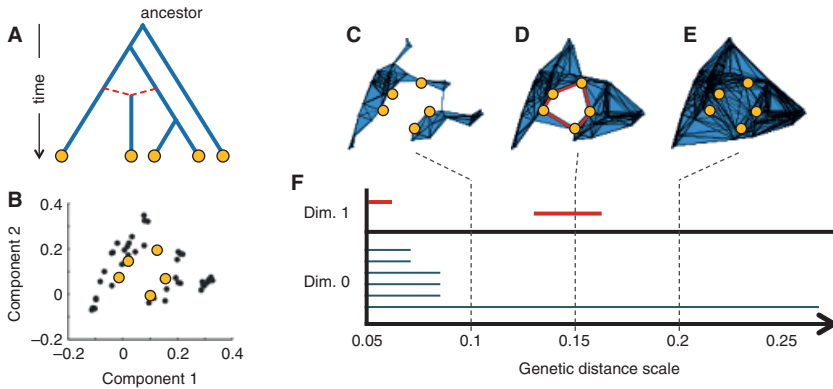 A
ancestor
time
B
Component 2
0.4
0.2
0
−0.2
−0.2 0 0.2 0.4
Component 1
C
D
E
F
Dim. 1
Dim. 0
0.05 0.1 0.15 0.2 0.25
Genetic distance scale